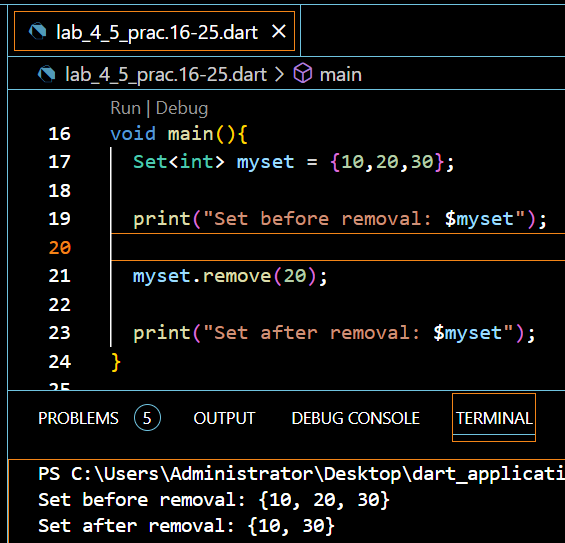 lab_4_5_prac.16-25.dart
lab_4_5_prac.16-25.dart > main
Run | Debug
16 void main(){
17 Set<int> myset = {10,20,30};
18
19 print("Set before removal: $myset");
20
21 myset.remove(20);
22
23 print("Set after removal: $myset");
24 }
25
PROBLEMS 5 OUTPUT DEBUG CONSOLE TERMINAL
PS C:\Users\Administrator\Desktop\dart_applicati
Set before removal: {10, 20, 30}
Set after removal: {10, 30}